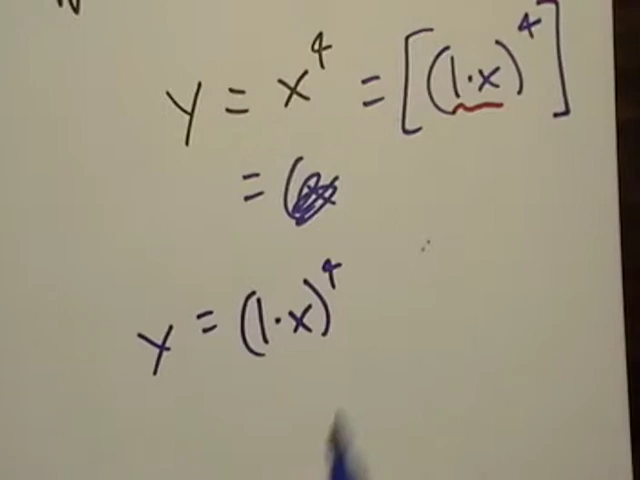 y = x⁴ = [(1·x)⁴]
= (
y = (1·x)⁴